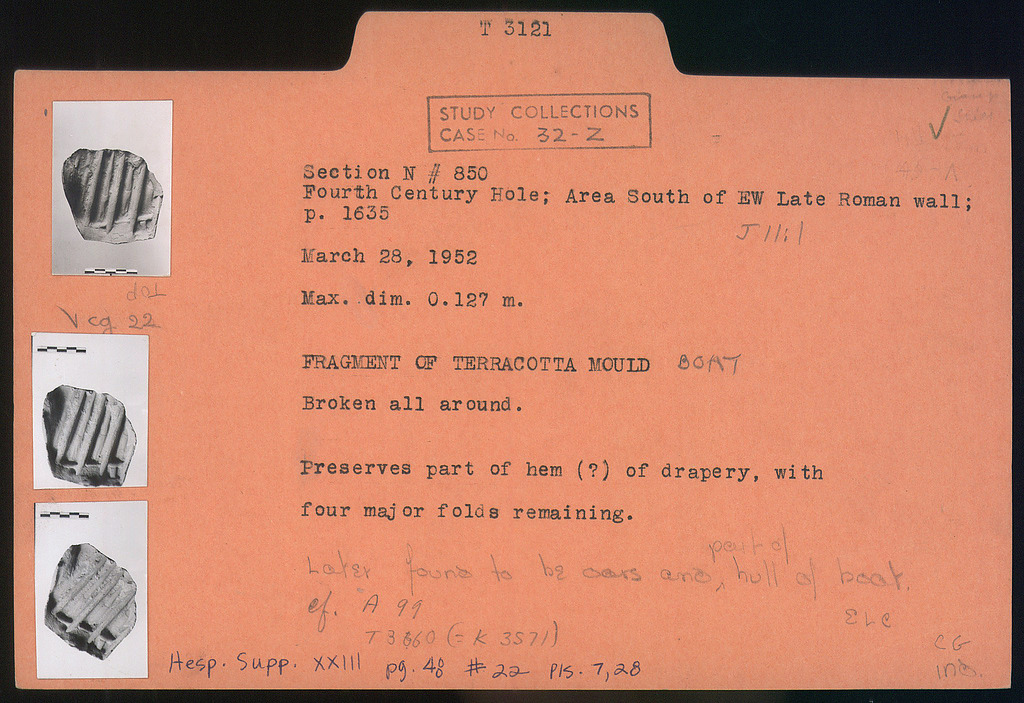 T 3121
STUDY COLLECTIONS
CASE No. 32-Z
Section N # 850
Fourth Century Hole; Area South of EW Late Roman wall;
p. 1635
March 28, 1952
Max. dim. 0.127 m.
cg 22
FRAGMENT OF TERRACOTTA MOULD BOAT
Broken all around.
Preserves part of hem (?) of drapery, with
four major folds remaining.
part of
Later found to be oars and, hull of boat.
cf. A 99
ELC
T 3860 (= K 3571)
CG
Hesp. Supp. XXIII pg. 48 # 22 Pls. 7, 28